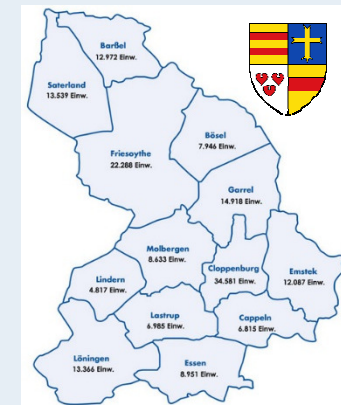 Barßel
12.972 Einw.
Saterland
13.539 Einw.
Bösel
7.946 Einw.
Friesoythe
22.288 Einw.
Garrel
14.918 Einw.
Molbergen
8.633 Einw.
Cloppenburg
34.581 Einw.
Emstek
12.087 Einw.
Lindern
4.817 Einw.
Lastrup
6.985 Einw.
Cappeln
6.815 Einw.
Löningen
13.366 Einw.
Essen
8.951 Einw.